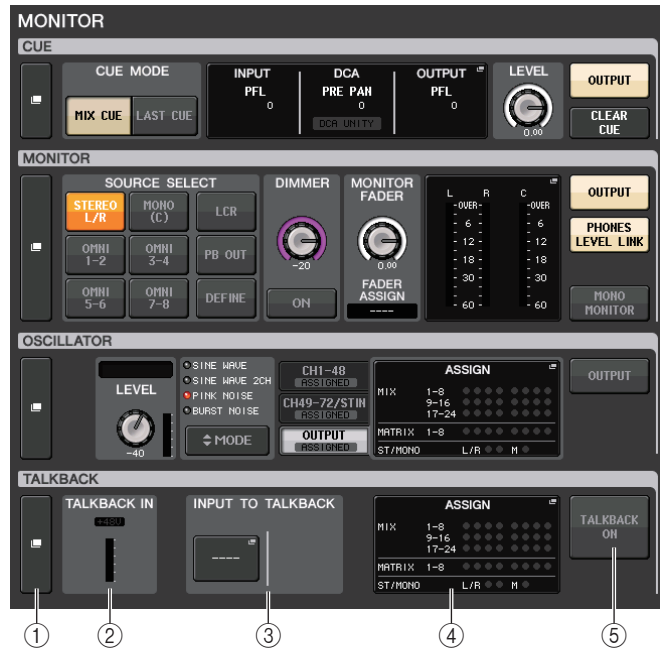 MONITOR
CUE
CUE MODE
MIX CUE
LAST CUE
INPUT
PFL
0
DCA
PRE PAN
0
DCA UNITY
OUTPUT
PFL
0
LEVEL
0.00
OUTPUT
CLEAR
CUE
MONITOR
SOURCE SELECT
STEREO
L/R
MONO
(C)
LCR
OMNI
1-2
OMNI
3-4
PB OUT
OMNI
5-6
OMNI
7-8
DEFINE
DIMMER
-20
ON
MONITOR
FADER
0.00
FADER
ASSIGN
----
L R C
-OVER- -OVER
6 6
12 12
18 18
30 30
60 60
OUTPUT
PHONES
LEVEL LINK
MONO
MONITOR
OSCILLATOR
LEVEL
-40
SINE WAVE
SINE WAVE 2CH
PINK NOISE
BURST NOISE
MODE
CH1-48
ASSIGNED
CH49-72/STIN
ASSIGNED
OUTPUT
ASSIGNED
ASSIGN
MIX 1-8
9-16
17-24
MATRIX 1-8
ST/MONO L/R M
OUTPUT
TALKBACK
TALKBACK IN
+48V
INPUT TO TALKBACK
----
ASSIGN
MIX 1-8
9-16
17-24
MATRIX 1-8
ST/MONO L/R M
TALKBACK
ON
① ② ③ ④ ⑤